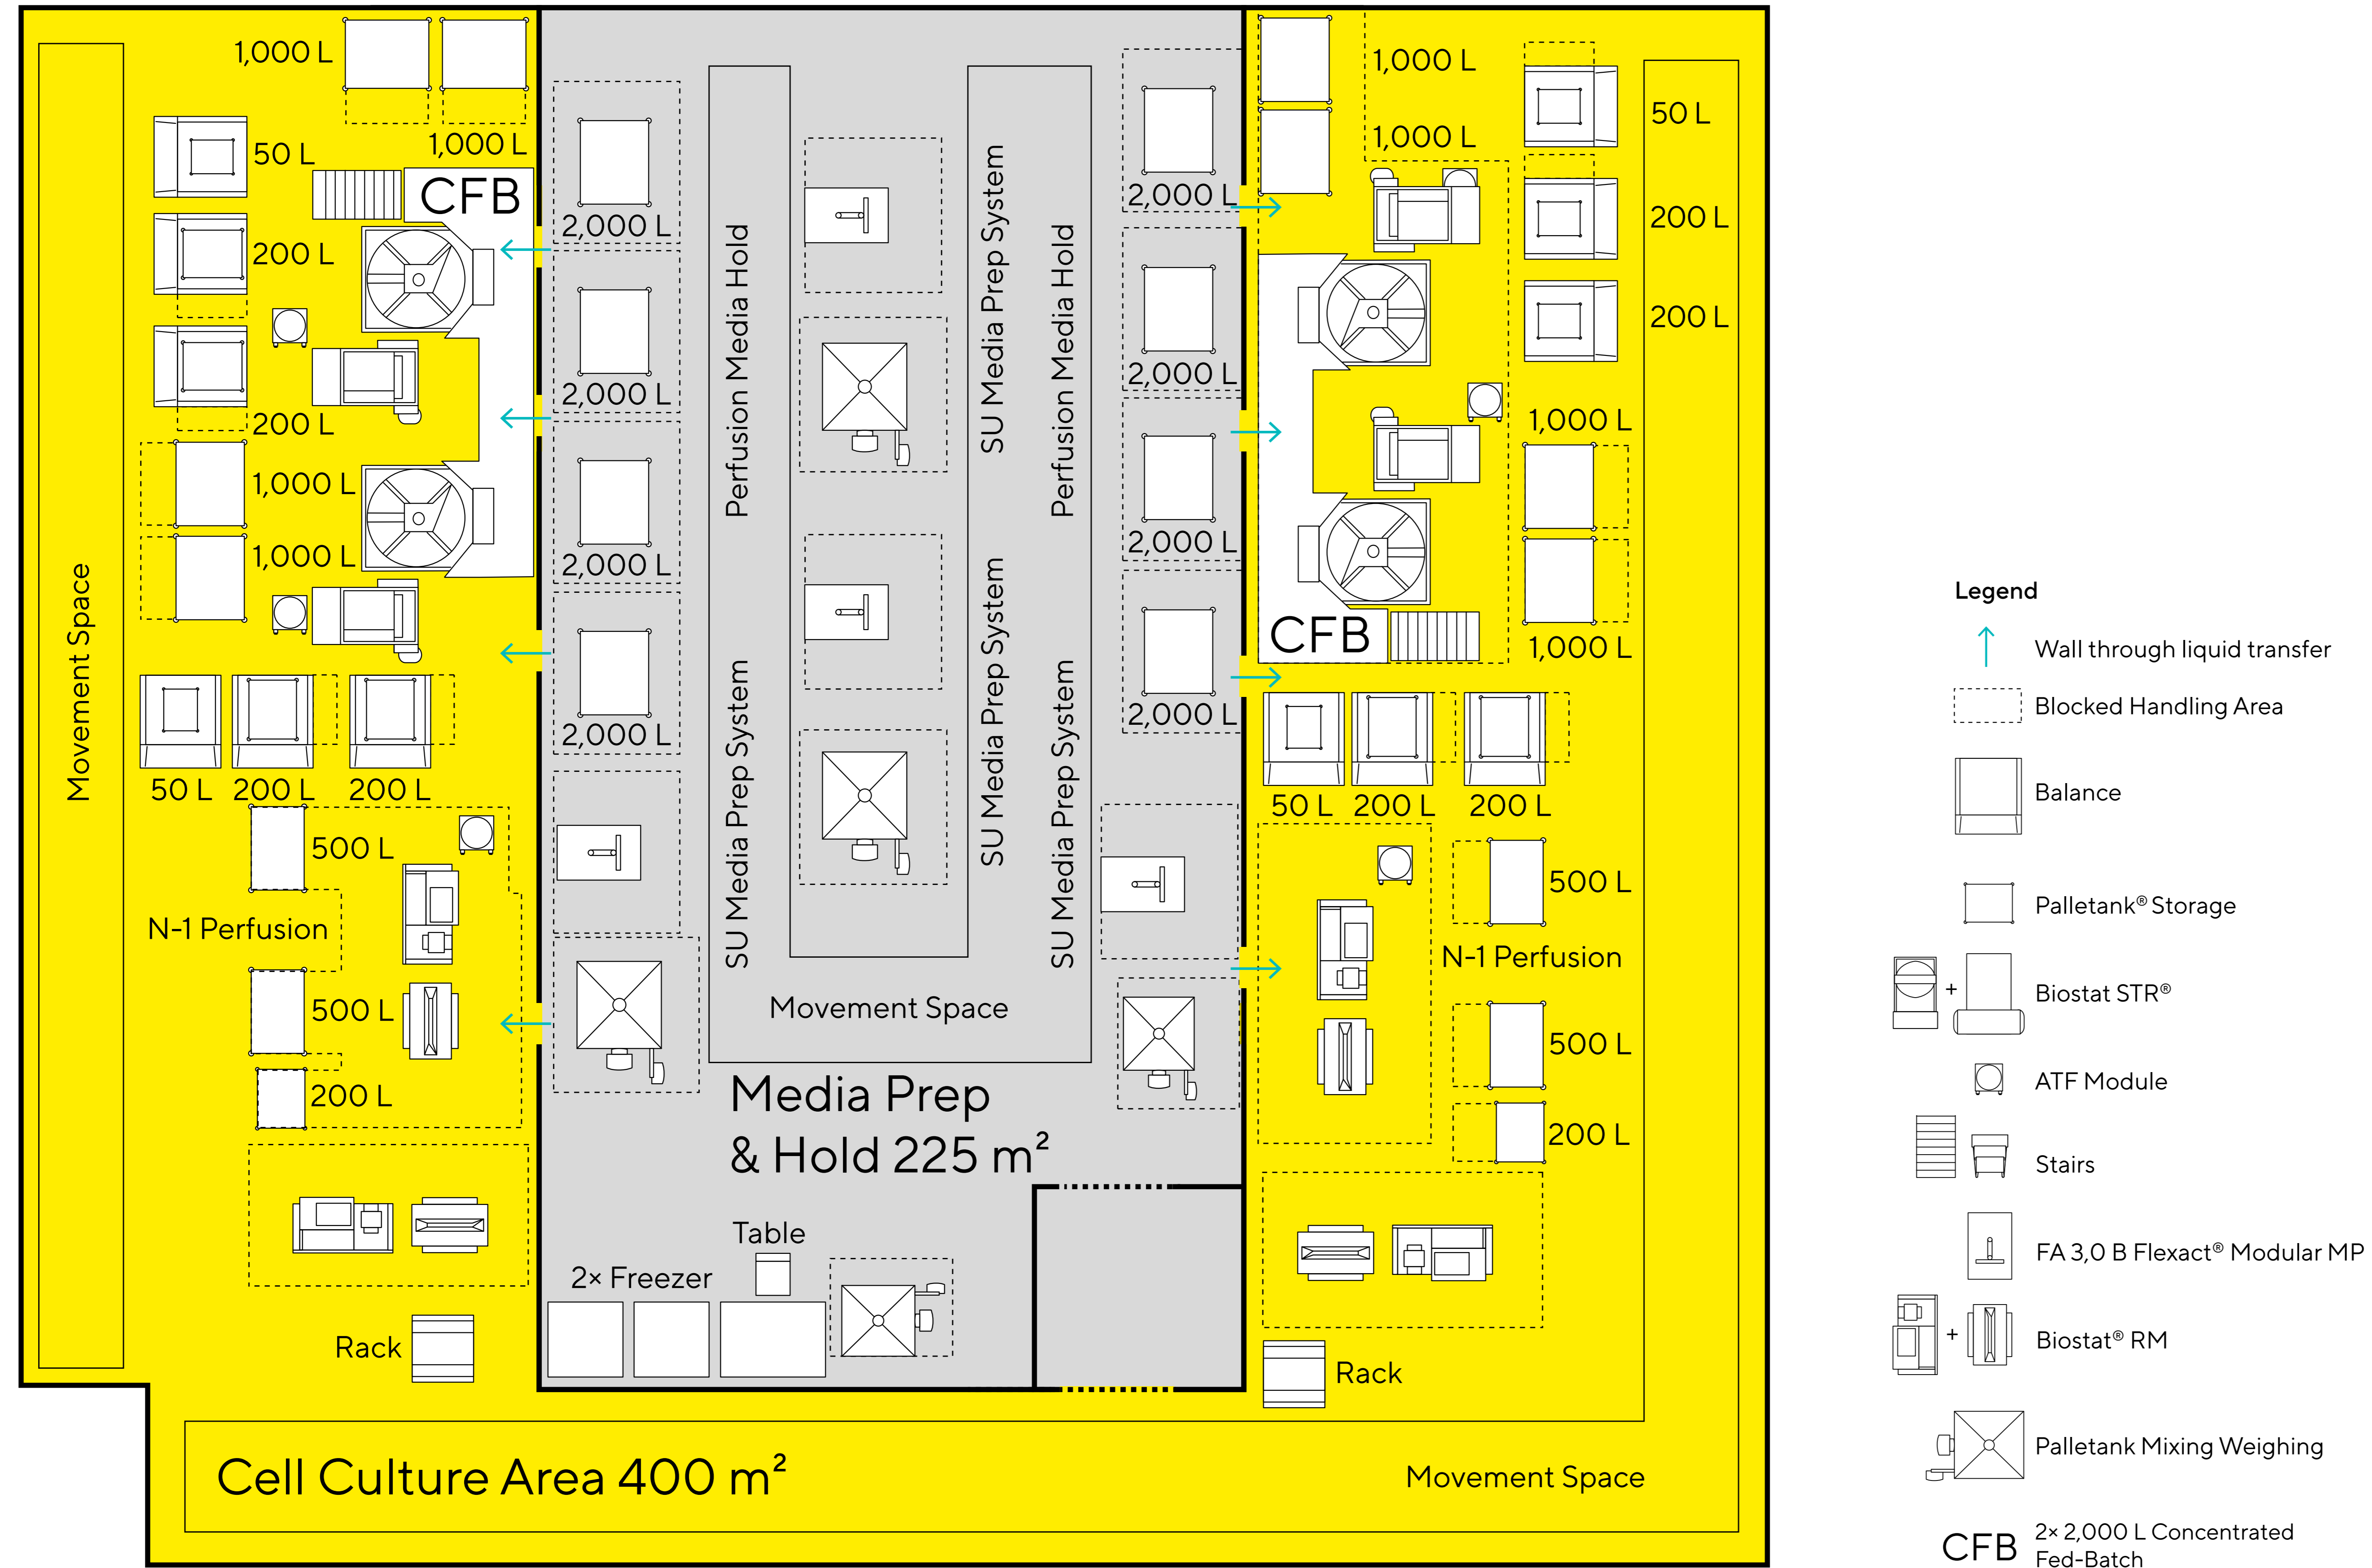 1,000 L
1,000 L
50 L
CFB
200 L
200 L
1,000 L
1,000 L
Movement Space
50 L
200 L
200 L
500 L
N-1 Perfusion
500 L
200 L
Rack
2,000 L
2,000 L
2,000 L
2,000 L
Perfusion Media Hold
SU Media Prep System
SU Media Prep System
SU Media Prep System
Perfusion Media Hold
SU Media Prep System
Movement Space
Media Prep
& Hold 225 m²
Table
2× Freezer
2,000 L
2,000 L
2,000 L
2,000 L
1,000 L
1,000 L
50 L
200 L
200 L
1,000 L
1,000 L
CFB
50 L
200 L
200 L
500 L
N-1 Perfusion
500 L
200 L
Rack
Cell Culture Area 400 m²
Movement Space
Legend
Wall through liquid transfer
Blocked Handling Area
Balance
Palletank® Storage
+
Biostat STR®
ATF Module
Stairs
FA 3,0 B Flexact® Modular MP
+
Biostat® RM
Palletank Mixing Weighing
CFB
2× 2,000 L Concentrated
Fed-Batch